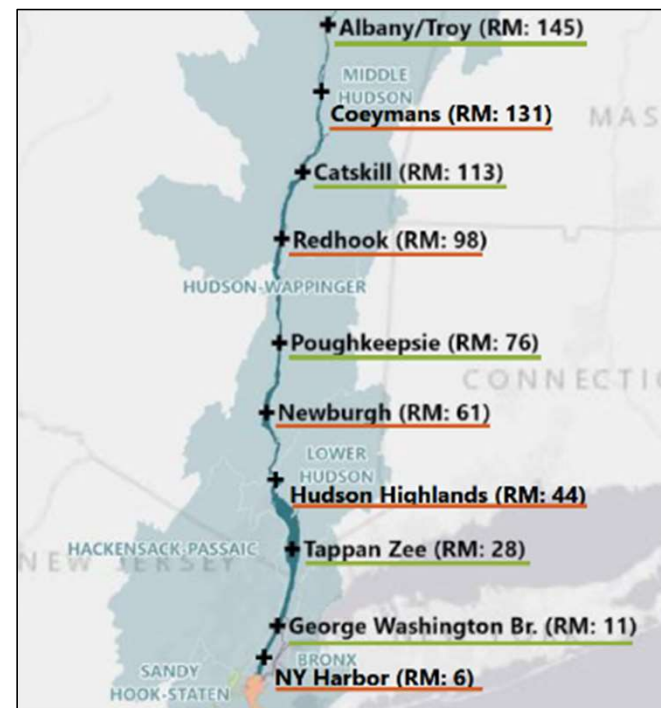 Albany/Troy (RM: 145)
MIDDLE
HUDSON
Coeymans (RM: 131)
MAS
Catskill (RM: 113)
Redhook (RM: 98)
HUDSON-WAPPINGER
Poughkeepsie (RM: 76)
CONNECTI
Newburgh (RM: 61)
LOWER
HUDSON
Hudson Highlands (RM: 44)
HACKENSACK-PASSAIC
Tappan Zee (RM: 28)
NEW JERSEY
George Washington Br. (RM: 11)
BRONX
SANDY
HOOK-STATEN
NY Harbor (RM: 6)